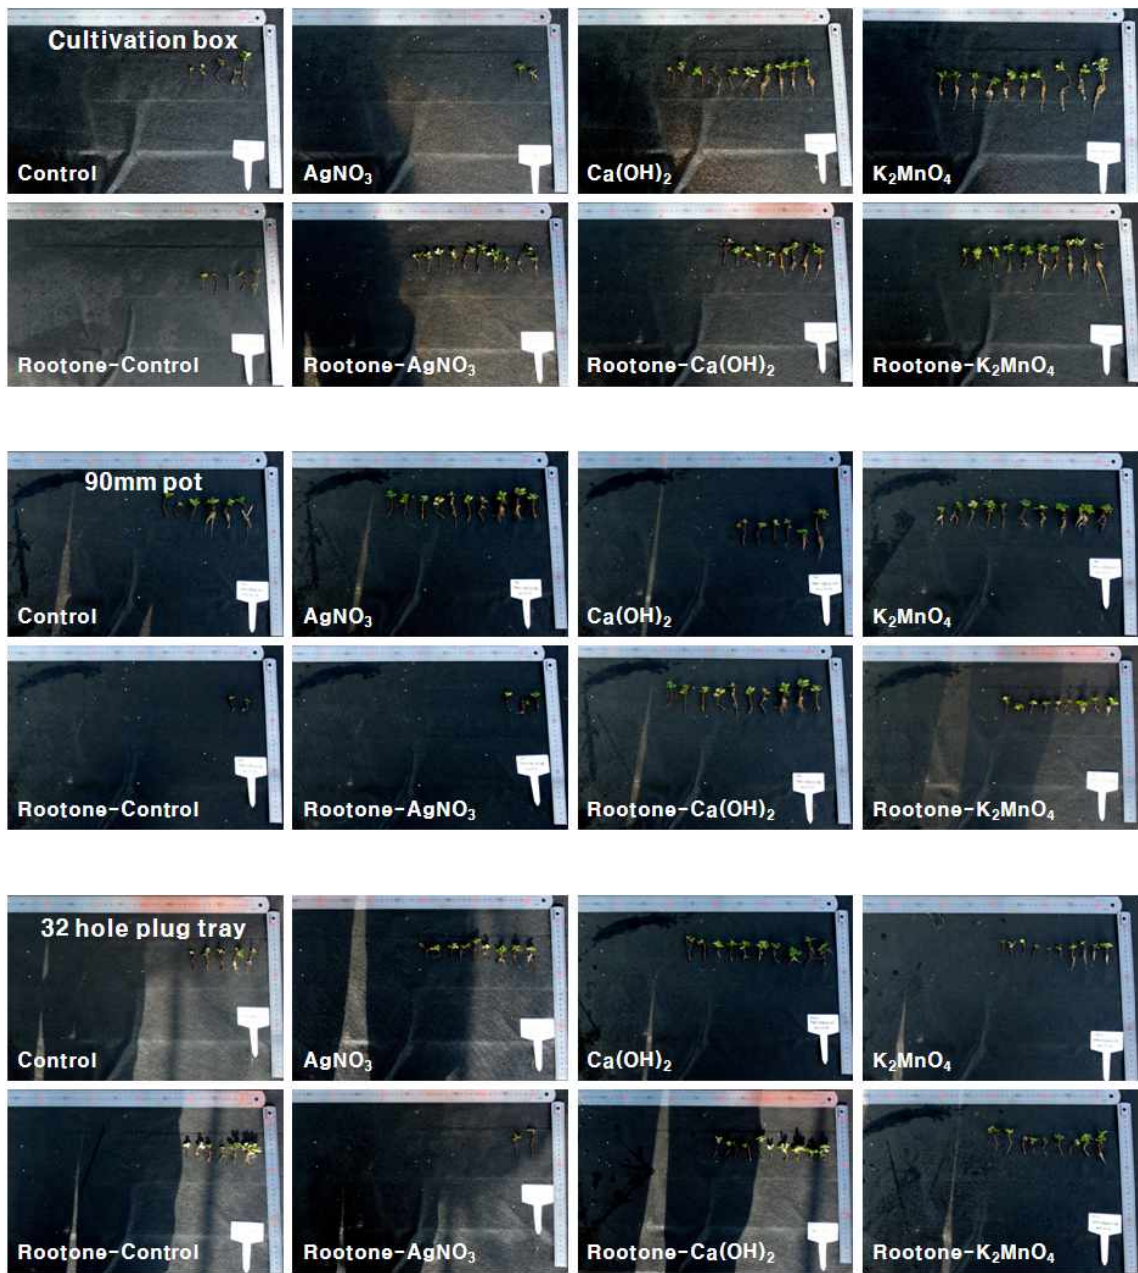 Cultivation box
Control
AgNO₃
Ca(OH)₂
K₂MnO₄
Rootone-Control
Rootone-AgNO₃
Rootone-Ca(OH)₂
Rootone-K₂MnO₄
90mm pot
Control
AgNO₃
Ca(OH)₂
K₂MnO₄
Rootone-Control
Rootone-AgNO₃
Rootone-Ca(OH)₂
Rootone-K₂MnO₄
32 hole plug tray
Control
AgNO₃
Ca(OH)₂
K₂MnO₄
Rootone-Control
Rootone-AgNO₃
Rootone-Ca(OH)₂
Rootone-K₂MnO₄